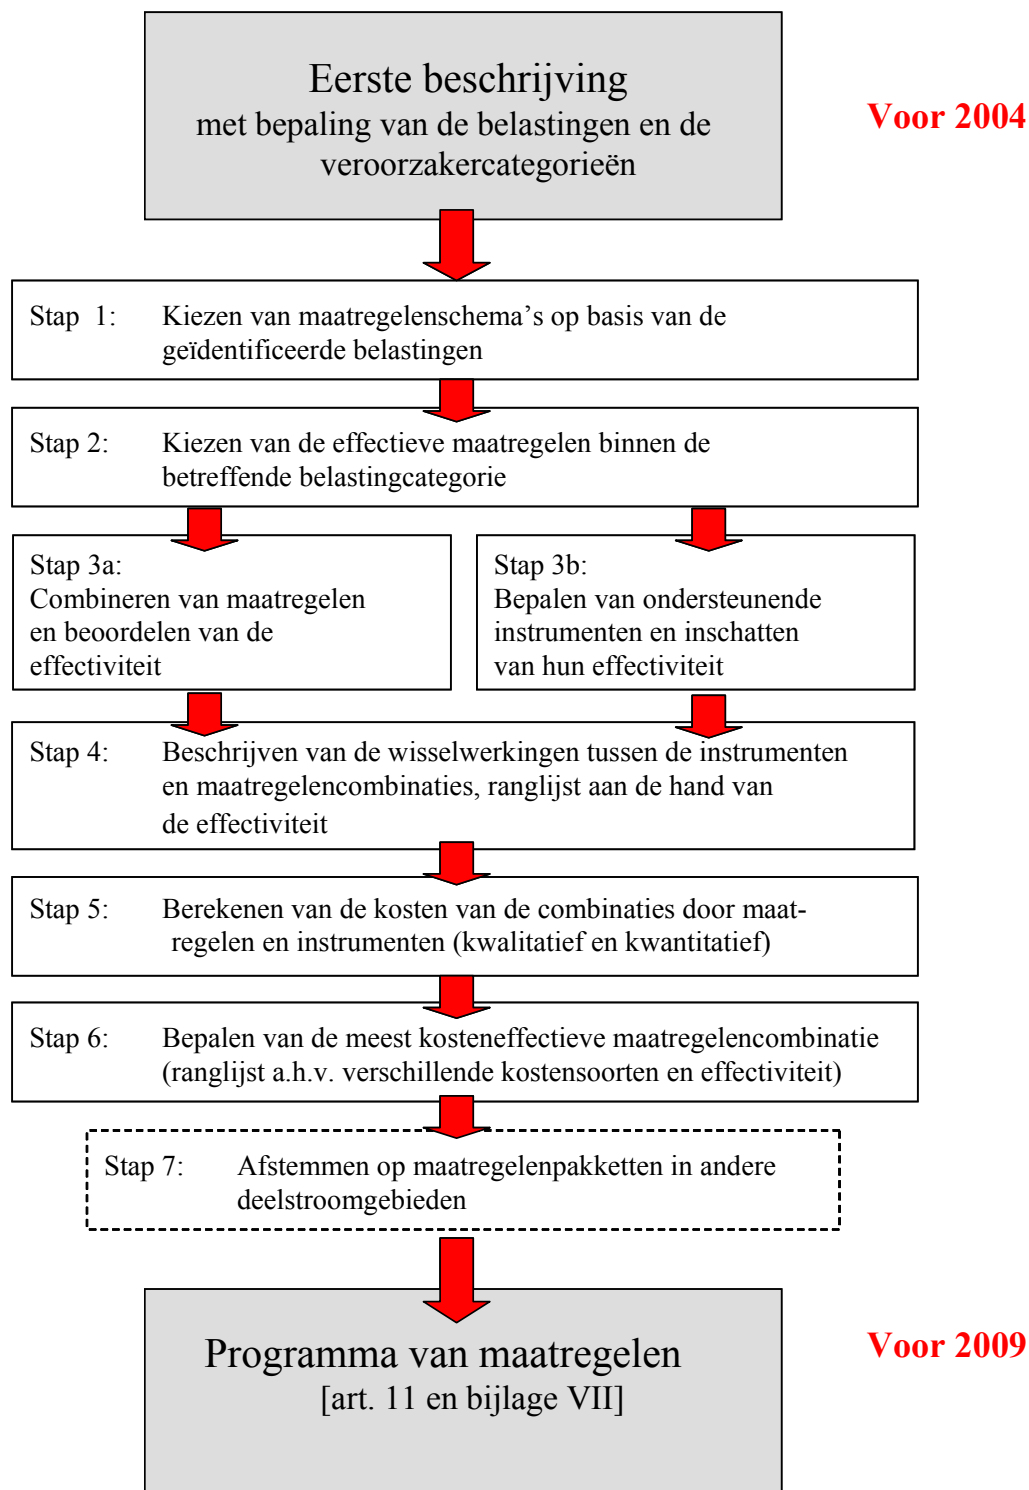 Eerste beschrijving
met bepaling van de belastingen en de
veroorzakercategorieën
Voor 2004
Stap 1: Kiezen van maatregelenschema’s op basis van de
geïdentificeerde belastingen
Stap 2: Kiezen van de effectieve maatregelen binnen de
betreffende belastingcategorie
Stap 3a:
Combineren van maatregelen
en beoordelen van de
effectiviteit
Stap 3b:
Bepalen van ondersteunende
instrumenten en inschatten
van hun effectiviteit
Stap 4: Beschrijven van de wisselwerkingen tussen de instrumenten
en maatregelencombinaties, ranglijst aan de hand van
de effectiviteit
Stap 5: Berekenen van de kosten van de combinaties door maat-
regelen en instrumenten (kwalitatief en kwantitatief)
Stap 6: Bepalen van de meest kosteneffectieve maatregelencombinatie
(ranglijst a.h.v. verschillende kostensoorten en effectiviteit)
Stap 7: Afstemmen op maatregelenpakketten in andere
deelstroomgebieden
Programma van maatregelen
[art. 11 en bijlage VII]
Voor 2009